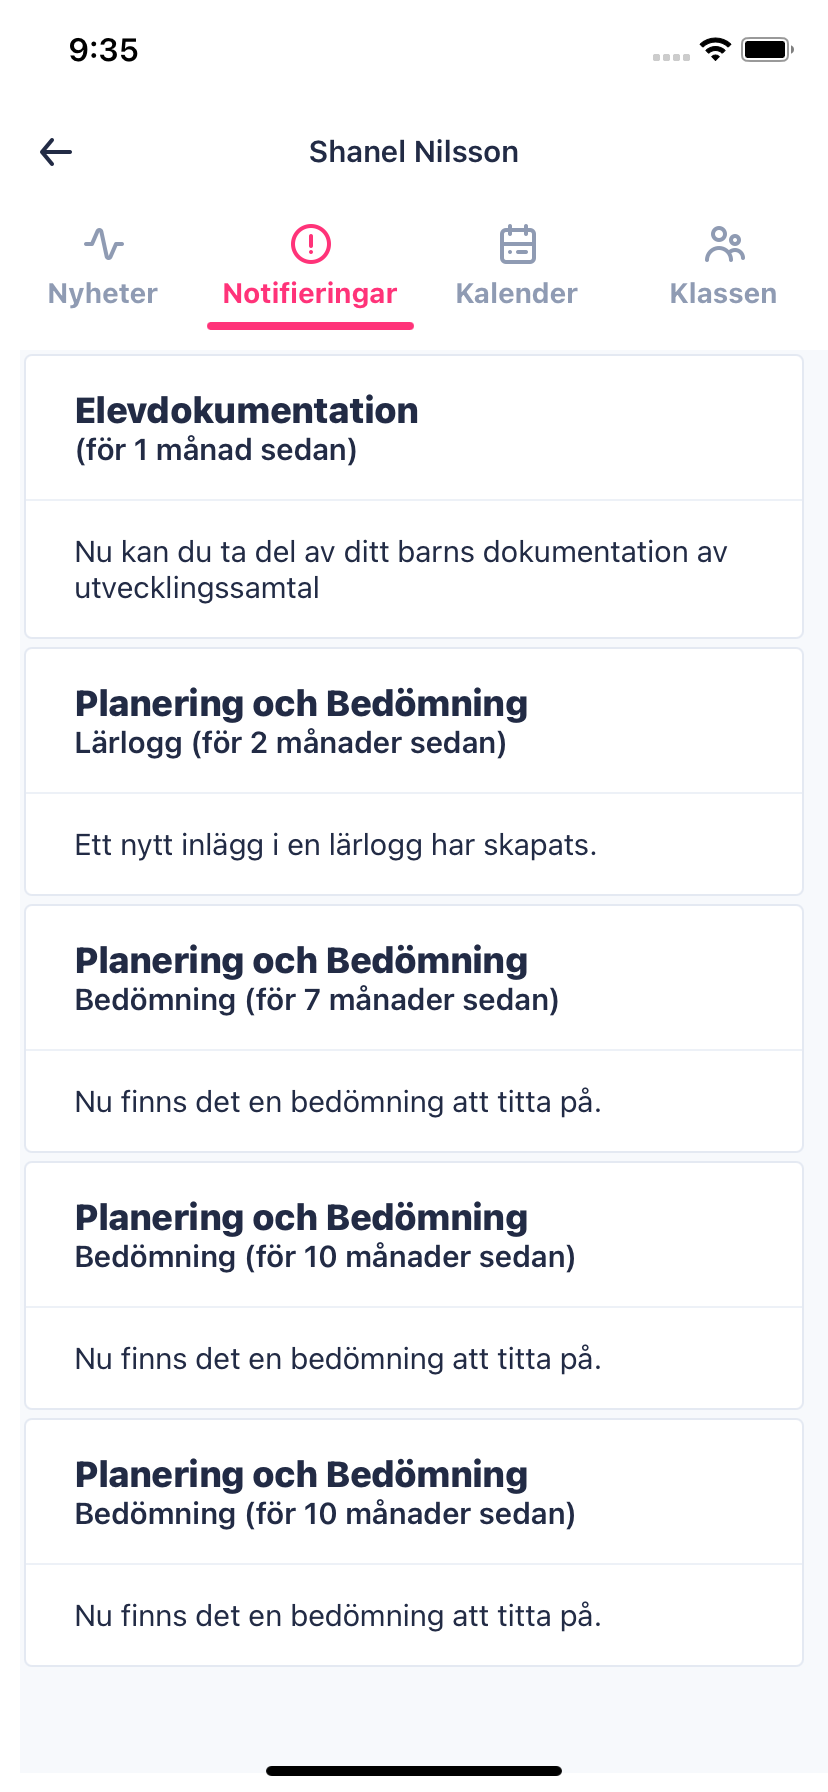 9:35
Shanel Nilsson
Nyheter
Notifieringar
Kalender
Klassen
Elevdokumentation
(för 1 månad sedan)
Nu kan du ta del av ditt barns dokumentation av
utvecklingssamtal
Planering och Bedömning
Lärlogg (för 2 månader sedan)
Ett nytt inlägg i en lärlogg har skapats.
Planering och Bedömning
Bedömning (för 7 månader sedan)
Nu finns det en bedömning att titta på.
Planering och Bedömning
Bedömning (för 10 månader sedan)
Nu finns det en bedömning att titta på.
Planering och Bedömning
Bedömning (för 10 månader sedan)
Nu finns det en bedömning att titta på.